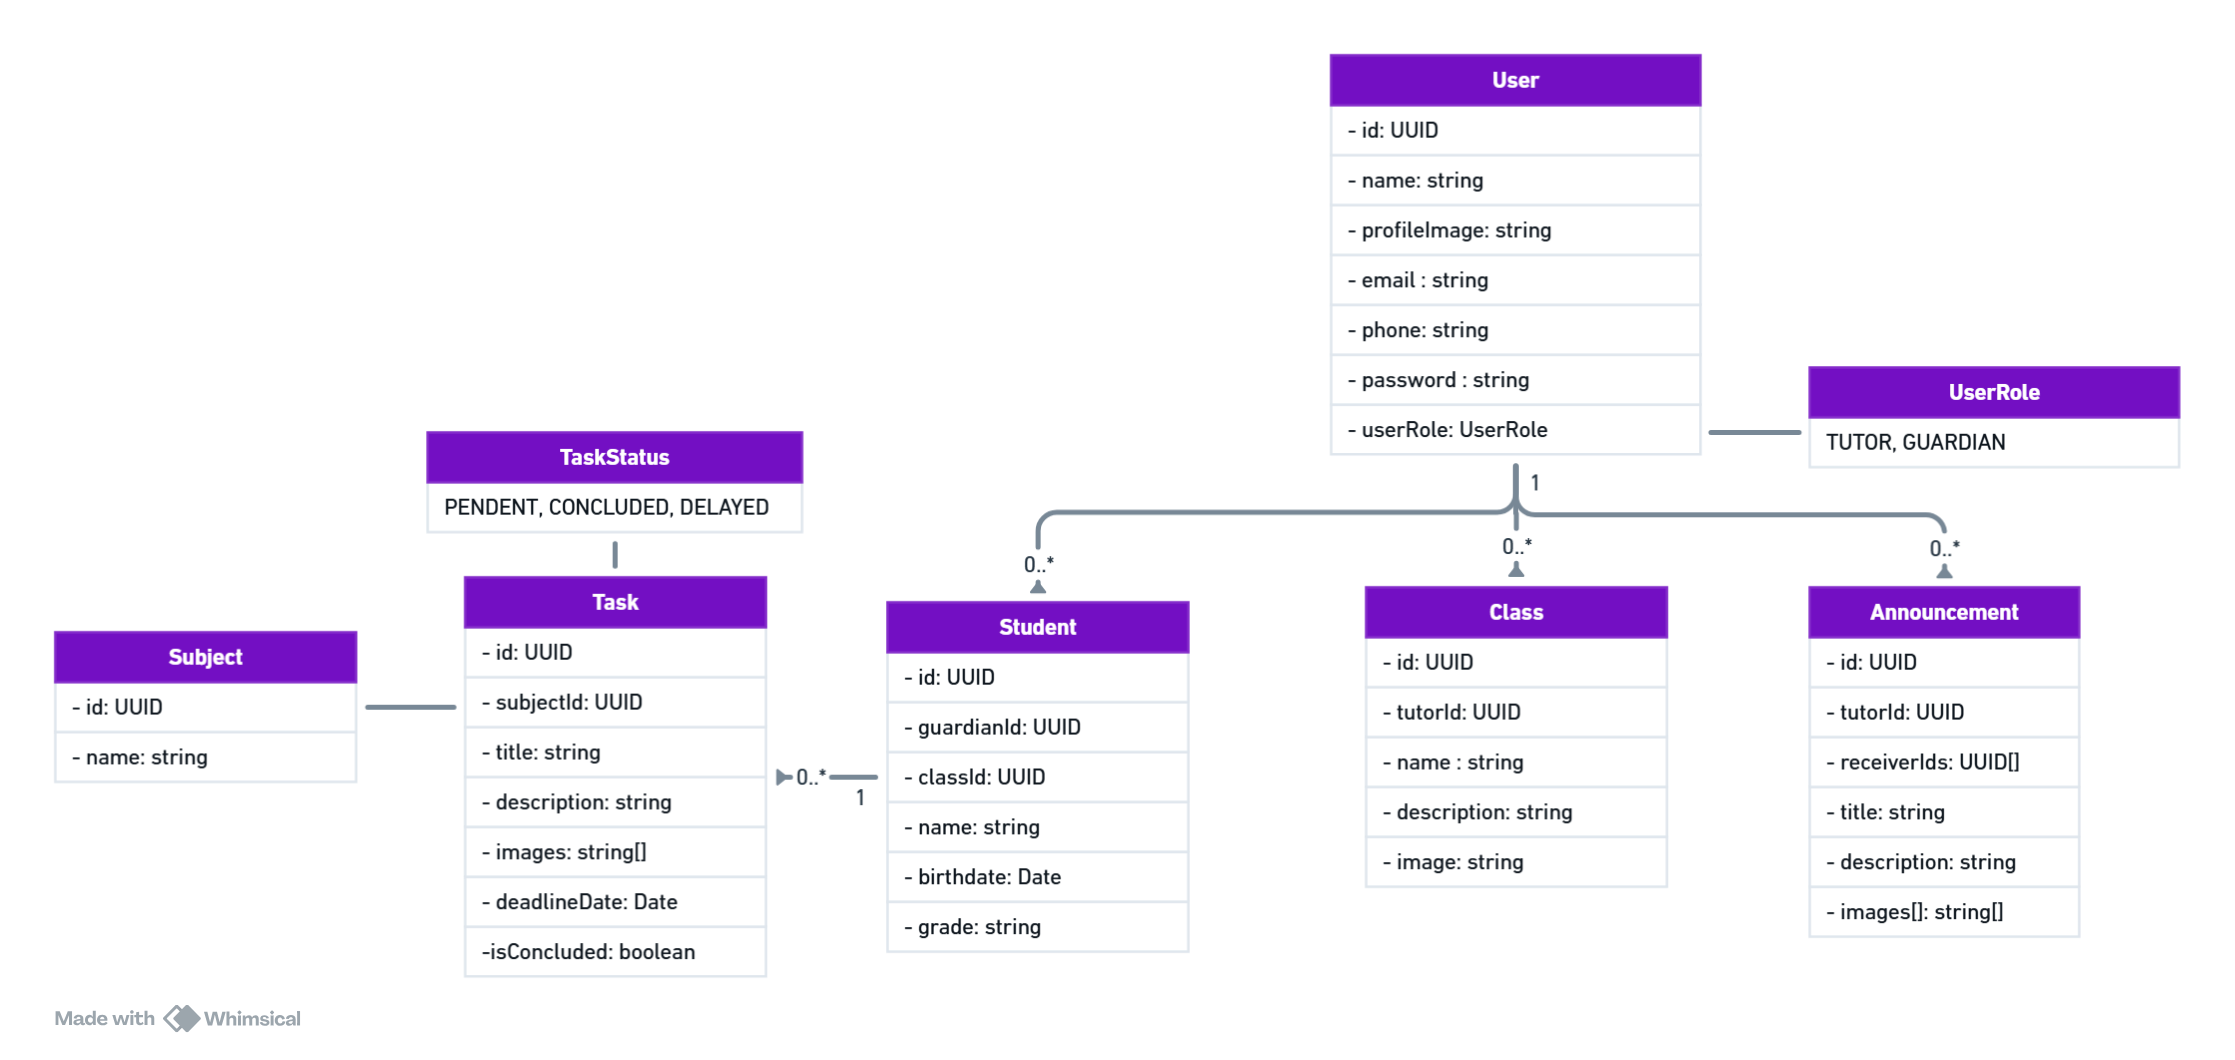 User
- id: UUID
- name: string
- profileImage: string
- email : string
- phone: string
- password : string
- userRole: UserRole
UserRole
TUTOR, GUARDIAN
1
0..*
0..*
0..*
TaskStatus
PENDENT, CONCLUDED, DELAYED
Subject
- id: UUID
- name: string
Task
- id: UUID
- subjectId: UUID
- title: string
- description: string
- images: string[]
- deadlineDate: Date
-isConcluded: boolean
0..*
1
Student
- id: UUID
- guardianId: UUID
- classId: UUID
- name: string
- birthdate: Date
- grade: string
Class
- id: UUID
- tutorId: UUID
- name : string
- description: string
- image: string
Announcement
- id: UUID
- tutorId: UUID
- receiverIds: UUID[]
- title: string
- description: string
- images[]: string[]
Made with Whimsical